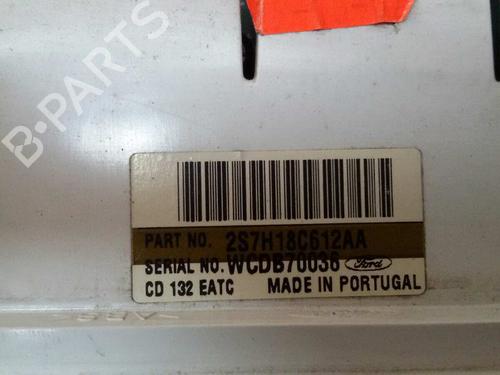 B-PARTS
PART NO. 2S7H18C612AA
SERIAL NO. WCDB70036 Ford
CD 132 EATC MADE IN PORTUGAL